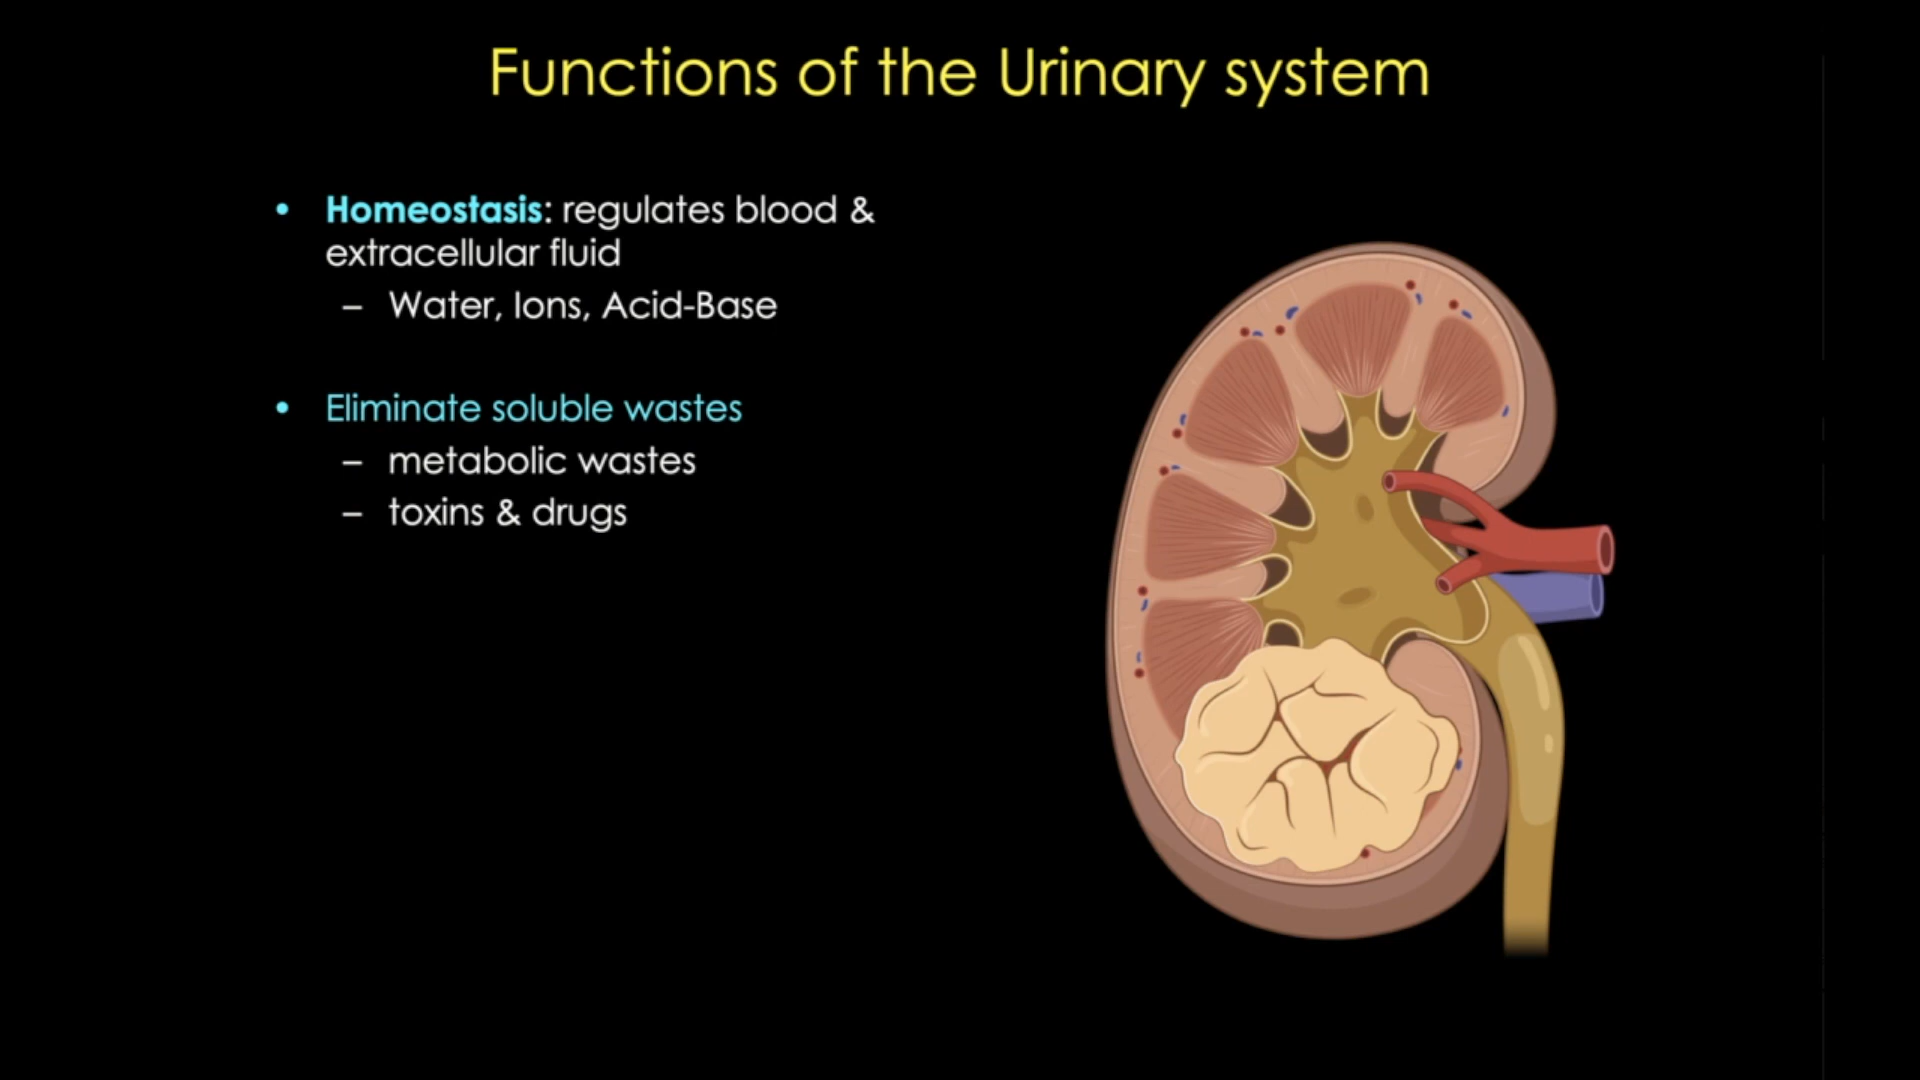 Functions of the Urinary system
• Homeostasis: regulates blood &
extracellular fluid
– Water, Ions, Acid-Base
• Eliminate soluble wastes
– metabolic wastes
– toxins & drugs